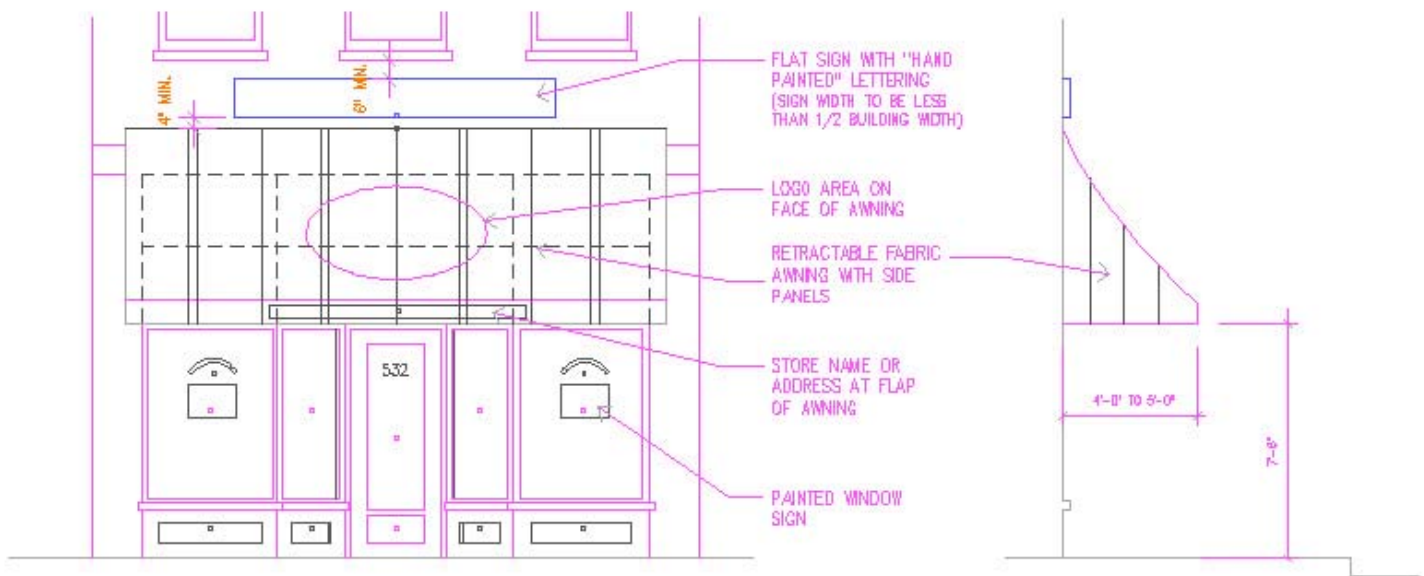 4" MIN.
6" MIN.
FLAT SIGN WITH "HAND
PAINTED" LETTERING
(SIGN WIDTH TO BE LESS
THAN 1/2 BUILDING WIDTH)
LOGO AREA ON
FACE OF AWNING
RETRACTABLE FABRIC
AWNING WITH SIDE
PANELS
532
STORE NAME OR
ADDRESS AT FLAP
OF AWNING
PAINTED WINDOW
SIGN
4'-0" TO 5'-0"
7'-6"